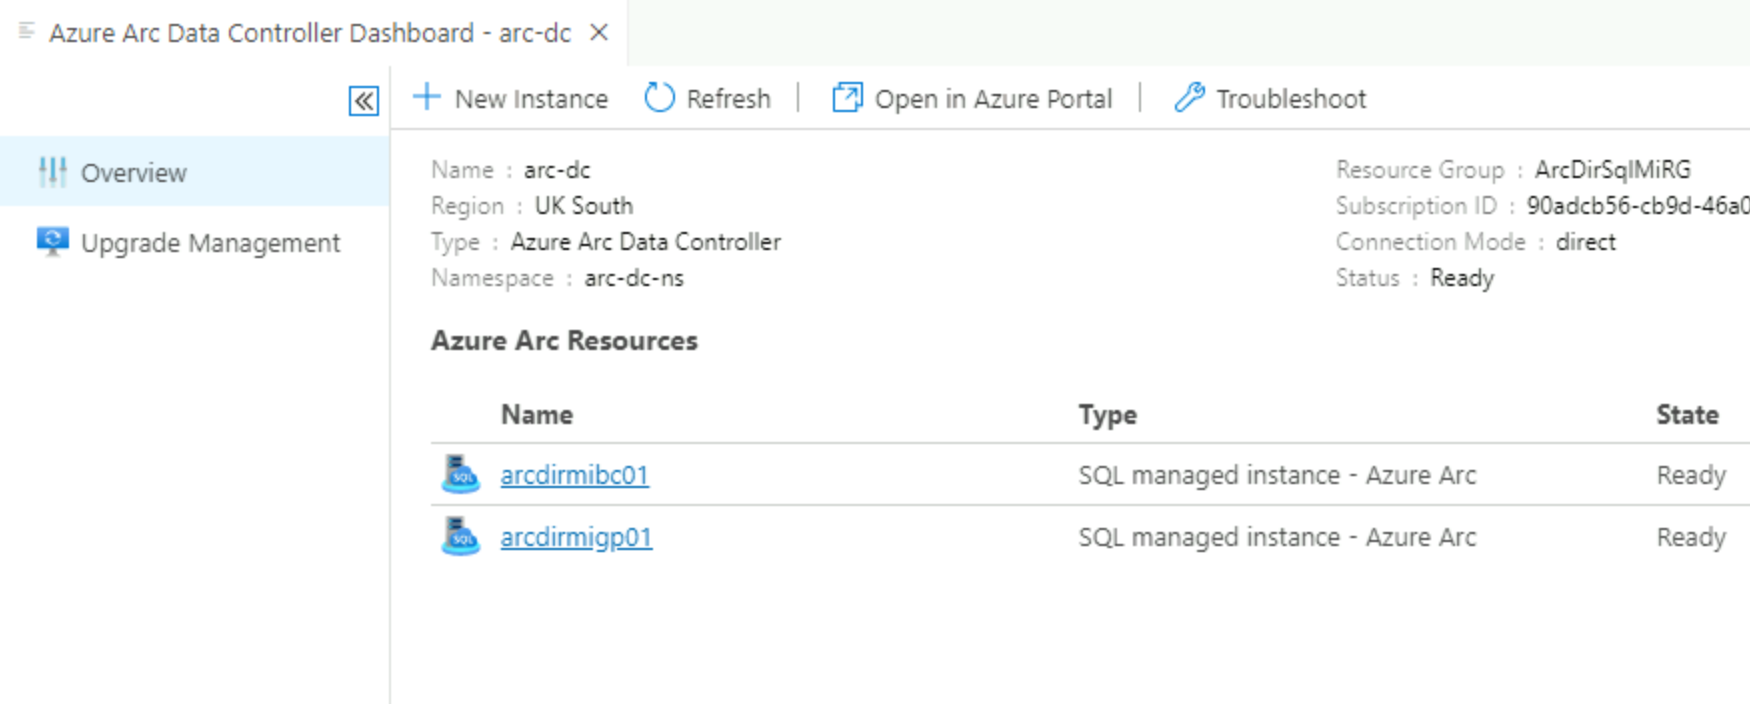 Azure Arc Data Controller Dashboard - arc-dc
New Instance Refresh Open in Azure Portal Troubleshoot
Overview
Upgrade Management
Name : arc-dc
Region : UK South
Type : Azure Arc Data Controller
Namespace : arc-dc-ns
Resource Group : ArcDirSqlMiRG
Subscription ID : 90adcb56-cb9d-46a0
Connection Mode : direct
Status : Ready
Azure Arc Resources
Name Type State
SQL arcdirmibc01 SQL managed instance - Azure Arc Ready
SQL arcdirmigp01 SQL managed instance - Azure Arc Ready